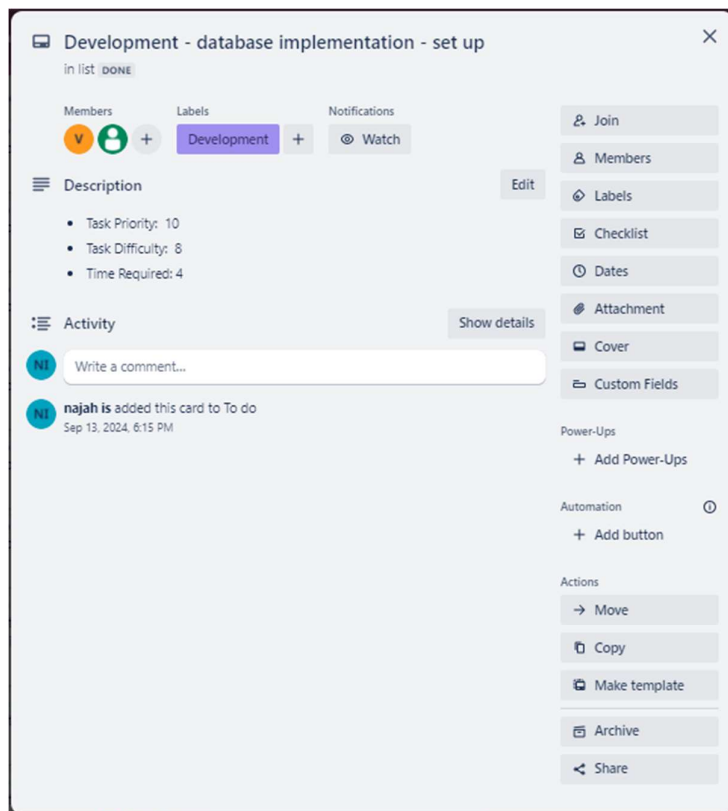 Development - database implementation - set up
in list DONE
Members
Labels
Notifications
V
+
Development
+
Watch
Description
Edit
Task Priority: 10
Task Difficulty: 8
Time Required: 4
Activity
Show details
NI
Write a comment...
NI
najah is added this card to To do
Sep 13, 2024, 6:15 PM
Join
Members
Labels
Checklist
Dates
Attachment
Cover
Custom Fields
Power-Ups
+ Add Power-Ups
Automation
+ Add button
Actions
Move
Copy
Make template
Archive
Share